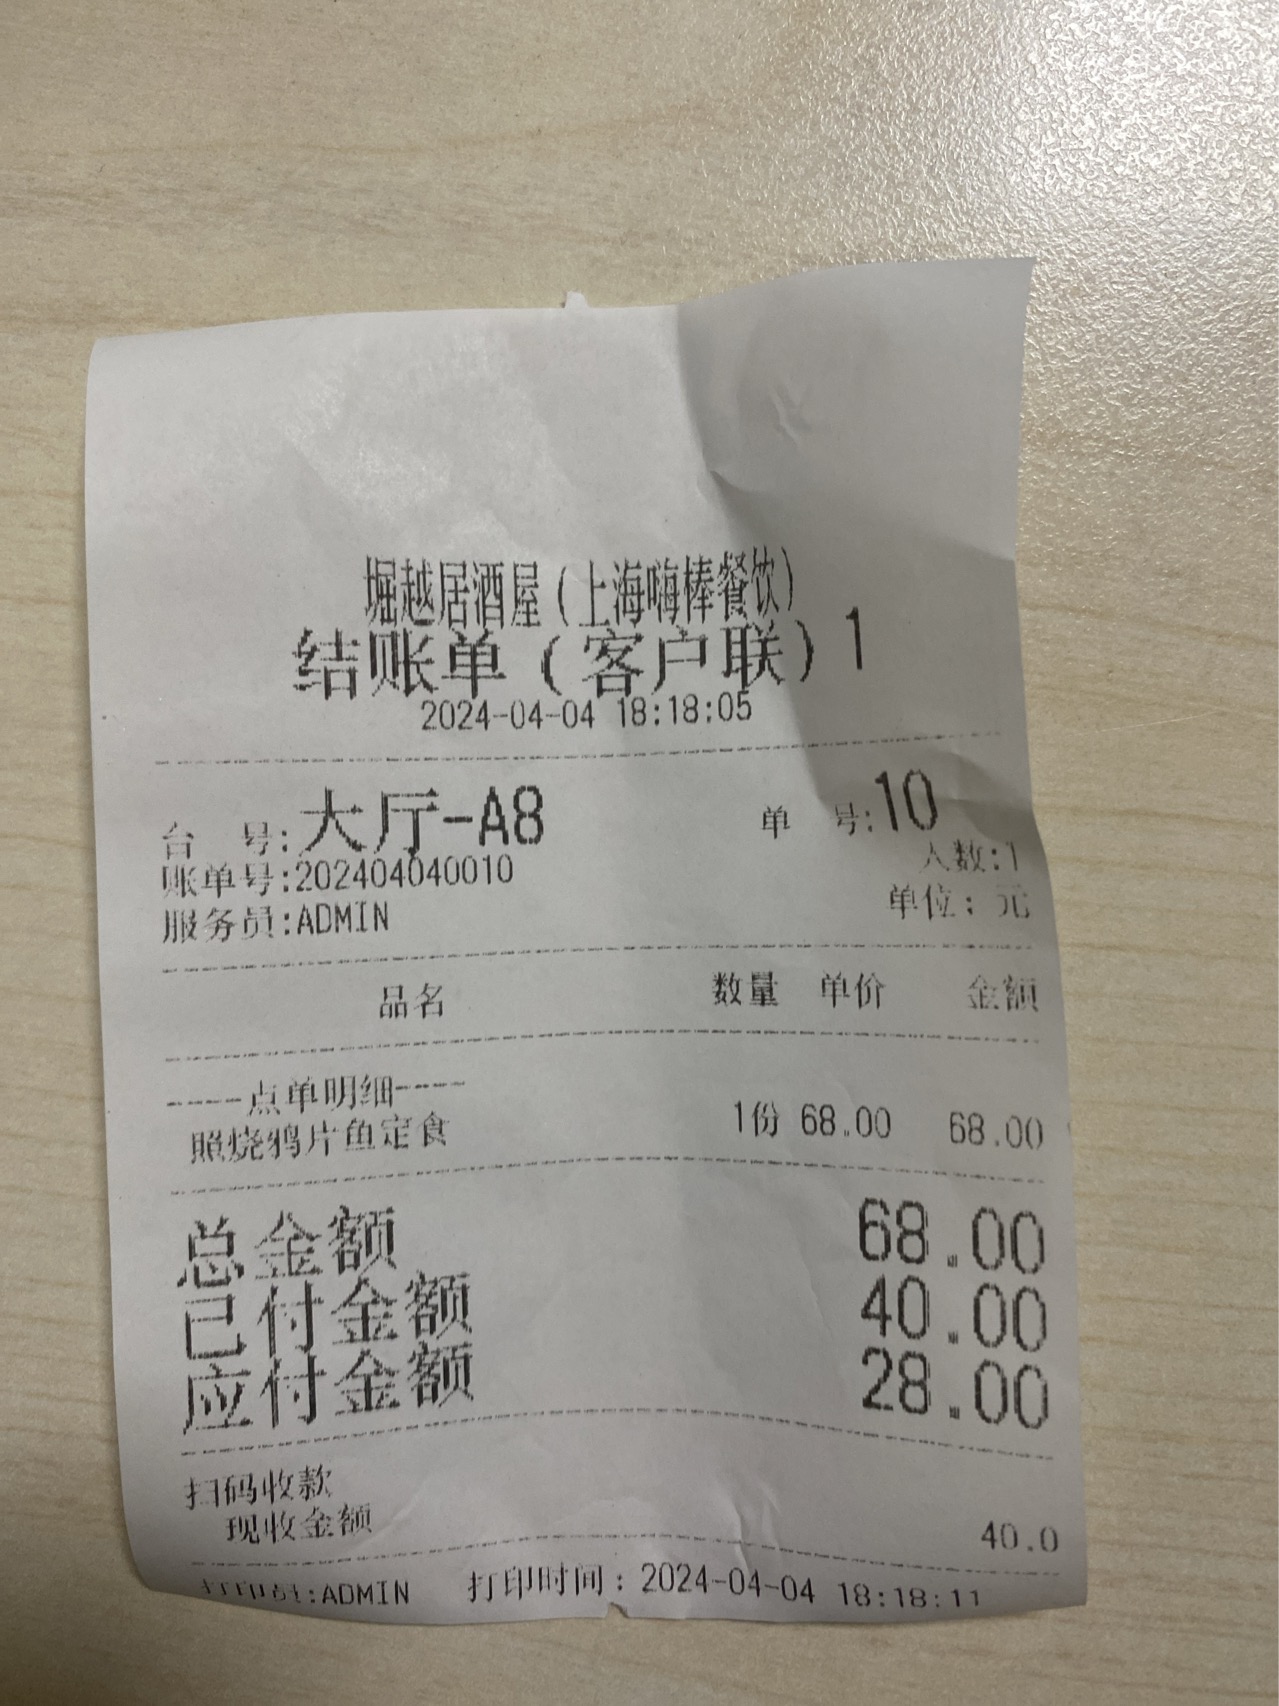 堀越居酒屋(上海嗨棒餐饮)
结账单(客户联)1
2024-04-04 18:18:05
台 号:大厅-A8 单 号:10
人数:1
账单号:202404040010
单位:元
服务员:ADMIN
品名 数量 单价 金额
----点单明细----
照烧鸦片鱼定食 1份 68.00 68.00
总金额 68.00
已付金额 40.00
应付金额 28.00
扫码收款
现收金额 40.0
打印员:ADMIN 打印时间:2024-04-04 18:18:11